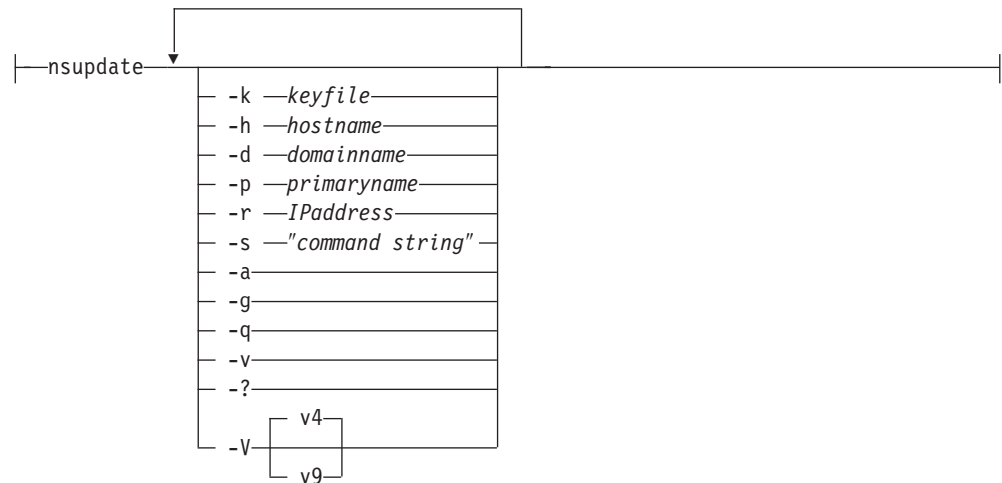 nsupdate
-k keyfile
-h hostname
-d domainname
-p primaryname
-r IPaddress
-s "command string"
-a
-g
-q
-v
-?
v4
-V
v9